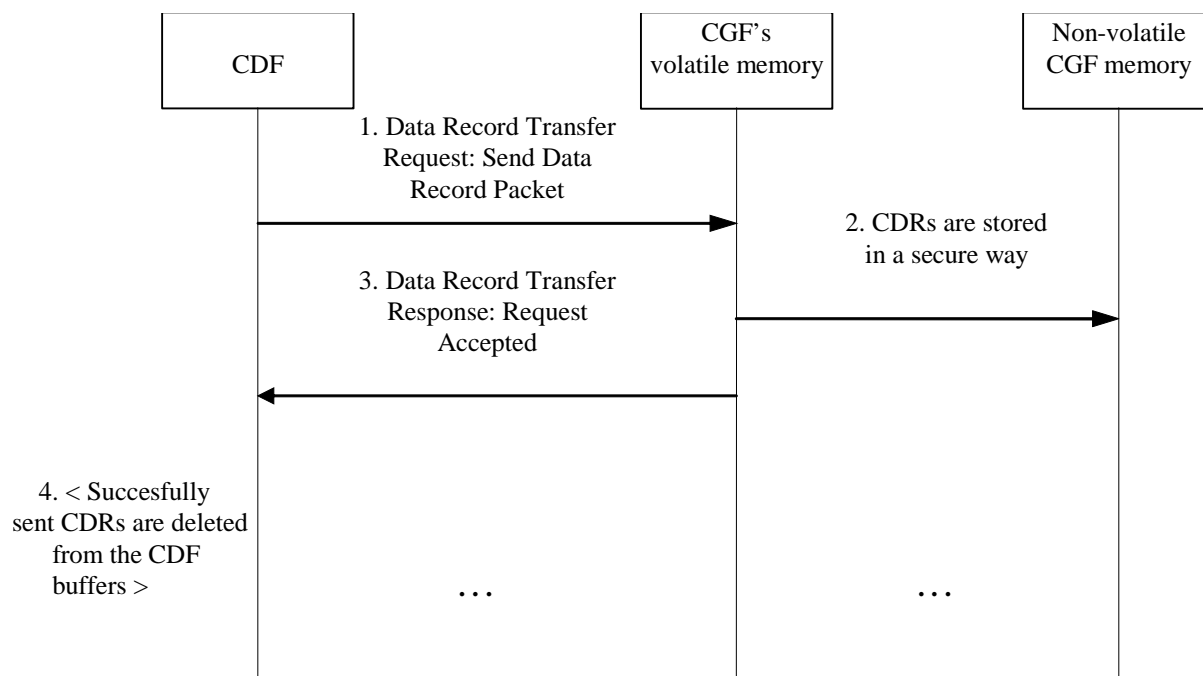 CDF
CGF's
volatile memory
Non-volatile
CGF memory
1. Data Record Transfer
Request: Send Data
Record Packet
2. CDRs are stored
in a secure way
3. Data Record Transfer
Response: Request
Accepted
4. < Succesfully
sent CDRs are deleted
from the CDF
buffers >
...
...